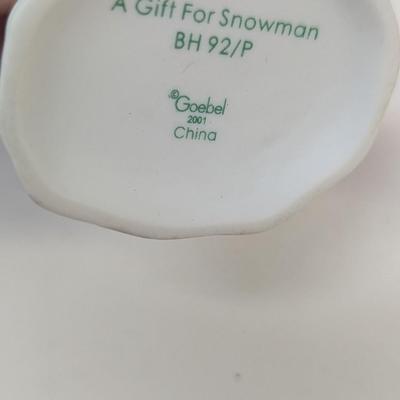 A Gift For Snowman
BH 92/P
©Goebel
2001
China